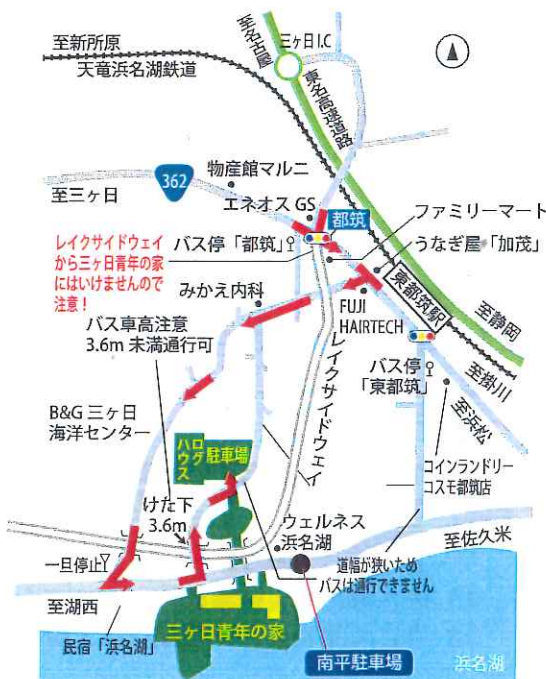 至新所原
天竜浜名湖鉄道
至名古屋
三ヶ日I.C
東名高速道路
物産館マルニ
362
至三ヶ日
エネオスGS
都筑
ファミリーマート
うなぎ屋「加茂」
レイクサイドウェイ
から三ヶ日青年の家
にはいけませんので
注意！
バス停「都筑」
みかえ内科
東都筑駅
至静岡
FUJI
HAIRTECH
バス車高注意
3.6m 未満通行可
レイクサイドウェイ
バス停
「東都筑」
至掛川
至浜松
B&G 三ヶ日
海洋センター
ログ
ハウス
駐車場
コインランドリー
コスモ都筑店
けた下
3.6m
ウェルネス
浜名湖
至佐久米
一旦停止
道幅が狭いため
バスは通行できません
至湖西
三ヶ日青年の家
民宿「浜名湖」
南平駐車場
浜名湖